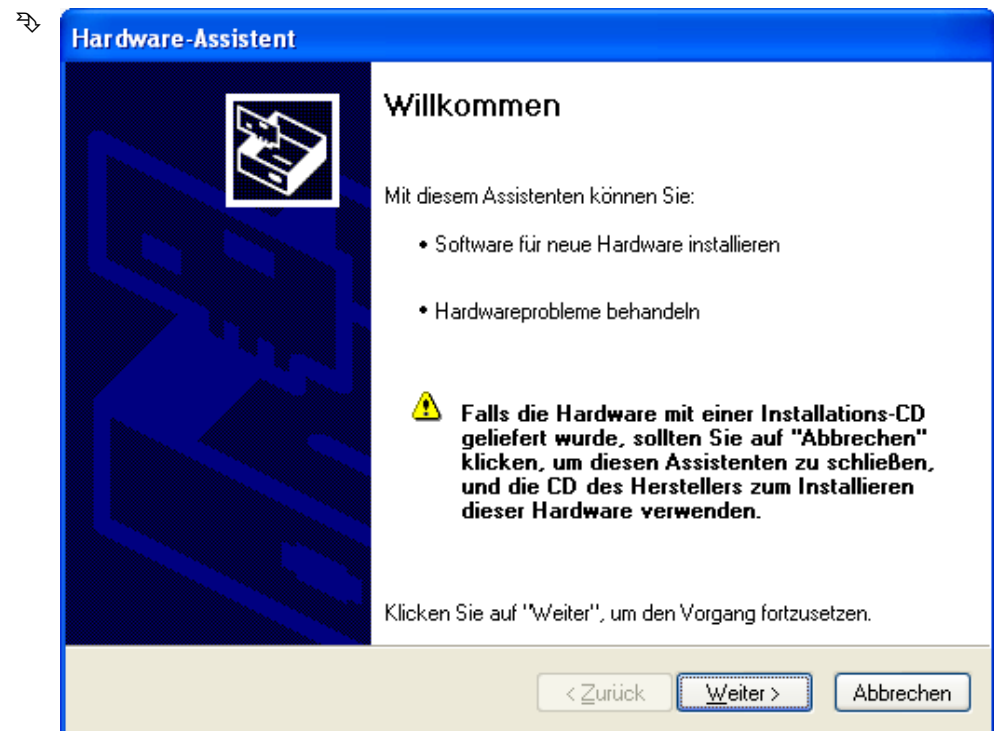 Hardware-Assistent
Willkommen
Mit diesem Assistenten können Sie:
• Software für neue Hardware installieren
• Hardwareprobleme behandeln
Falls die Hardware mit einer Installations-CD
geliefert wurde, sollten Sie auf "Abbrechen"
klicken, um diesen Assistenten zu schließen,
und die CD des Herstellers zum Installieren
dieser Hardware verwenden.
Klicken Sie auf "Weiter", um den Vorgang fortzusetzen.
< Zurück Weiter > Abbrechen